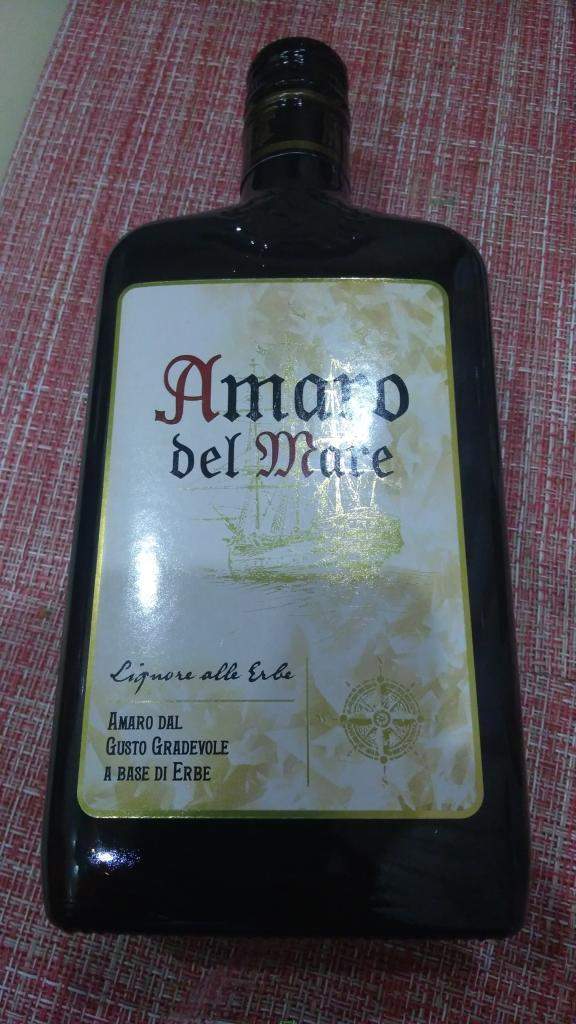 Amaro
del Mare
Liquore alle Erbe
AMARO DAL
GUSTO GRADEVOLE
A BASE DI ERBE